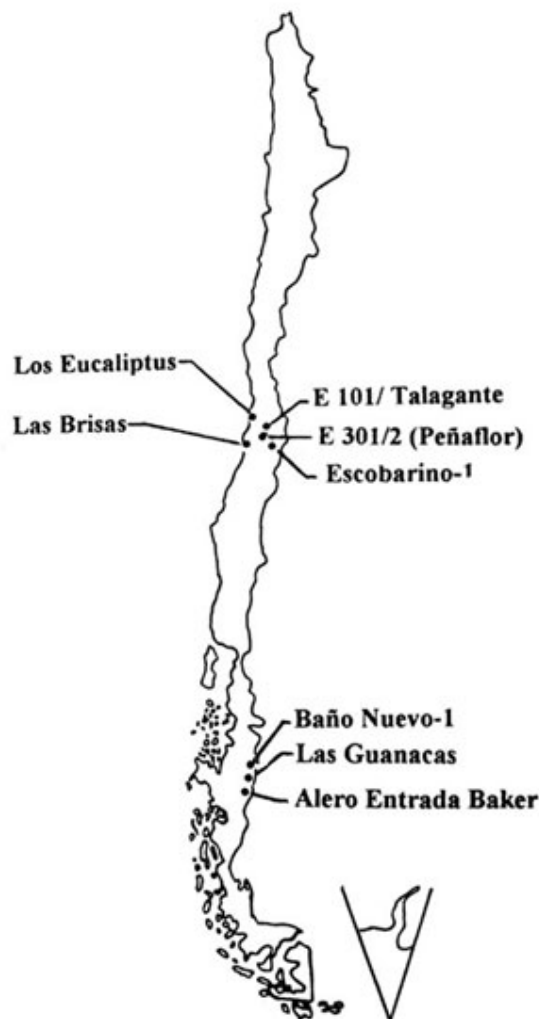 Los Eucaliptus
E 101/ Talagante
Las Brisas
E 301/2 (Peñaflor)
Escobarino-1
Baño Nuevo-1
Las Guanacas
Alero Entrada Baker